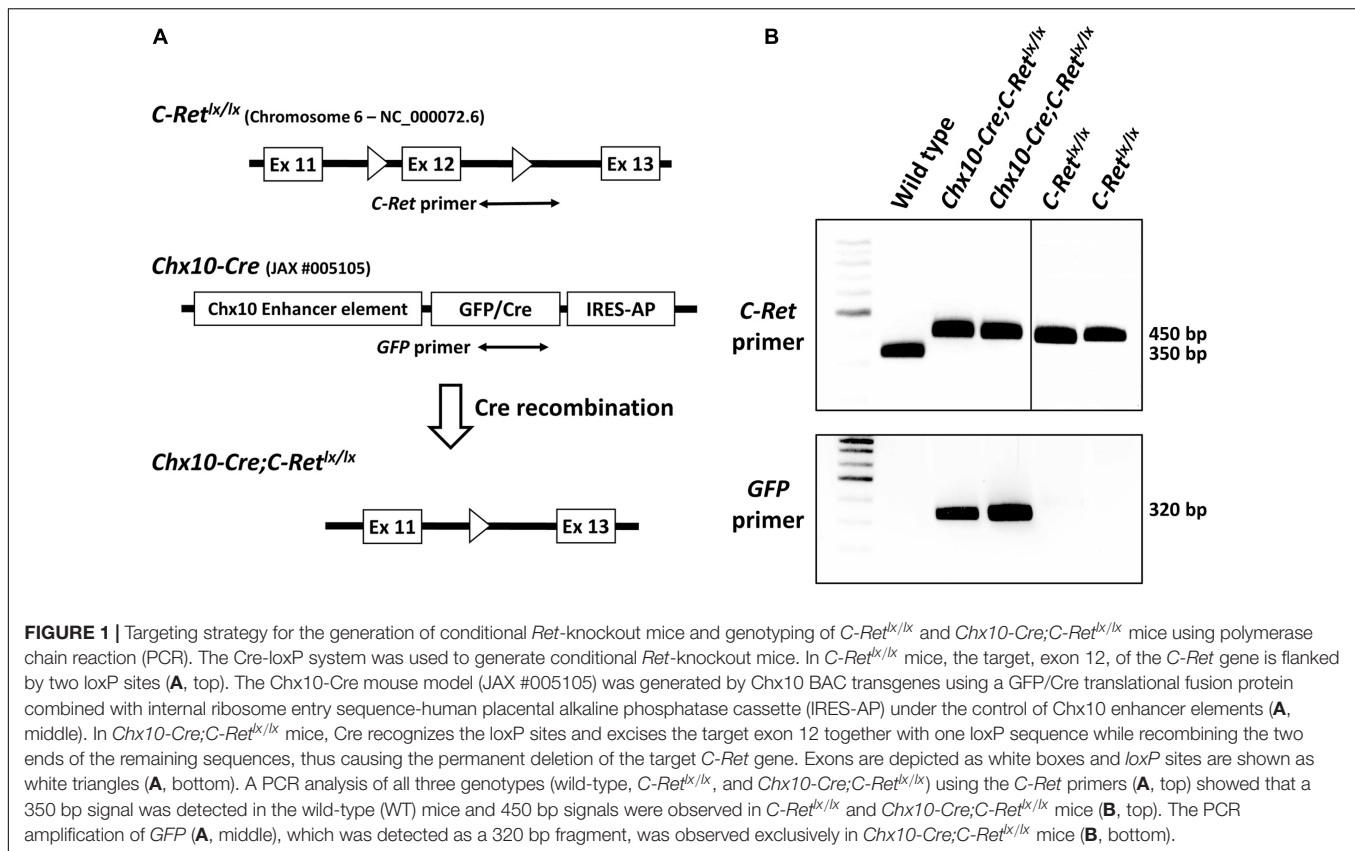 A
C-Ret^lx/lx (Chromosome 6 – NC_000072.6)
Ex 11 Ex 12 Ex 13
C-Ret primer
Chx10-Cre (JAX #005105)
Chx10 Enhancer element GFP/Cre IRES-AP
GFP primer
Cre recombination
Chx10-Cre;C-Ret^lx/lx
Ex 11 Ex 13
B
Wild type
Chx10-Cre;C-Ret^lx/lx
Chx10-Cre;C-Ret^lx/lx
C-Ret^lx/lx
C-Ret^lx/lx
C-Ret
primer
450 bp
350 bp
GFP
primer
320 bp
FIGURE 1 | Targeting strategy for the generation of conditional Ret-knockout mice and genotyping of C-Ret^lx/lx and Chx10-Cre;C-Ret^lx/lx mice using polymerase
chain reaction (PCR). The Cre-loxP system was used to generate conditional Ret-knockout mice. In C-Ret^lx/lx mice, the target, exon 12, of the C-Ret gene is flanked
by two loxP sites (A, top). The Chx10-Cre mouse model (JAX #005105) was generated by Chx10 BAC transgenes using a GFP/Cre translational fusion protein
combined with internal ribosome entry sequence-human placental alkaline phosphatase cassette (IRES-AP) under the control of Chx10 enhancer elements (A,
middle). In Chx10-Cre;C-Ret^lx/lx mice, Cre recognizes the loxP sites and excises the target exon 12 together with one loxP sequence while recombining the two
ends of the remaining sequences, thus causing the permanent deletion of the target C-Ret gene. Exons are depicted as white boxes and loxP sites are shown as
white triangles (A, bottom). A PCR analysis of all three genotypes (wild-type, C-Ret^lx/lx, and Chx10-Cre;C-Ret^lx/lx) using the C-Ret primers (A, top) showed that a
350 bp signal was detected in the wild-type (WT) mice and 450 bp signals were observed in C-Ret^lx/lx and Chx10-Cre;C-Ret^lx/lx mice (B, top). The PCR
amplification of GFP (A, middle), which was detected as a 320 bp fragment, was observed exclusively in Chx10-Cre;C-Ret^lx/lx mice (B, bottom).